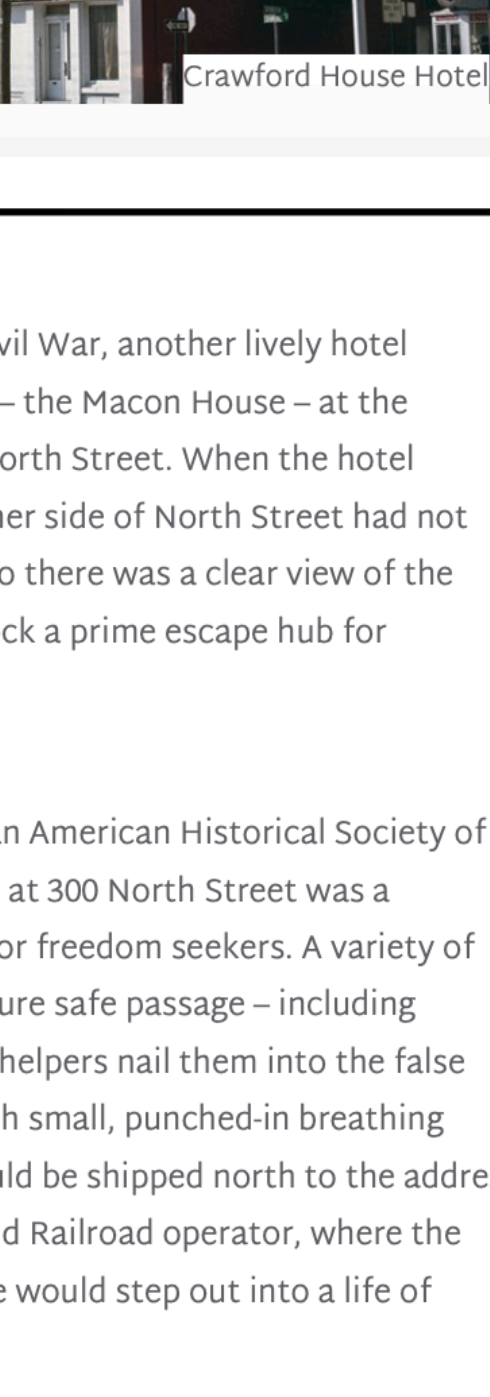 Crawford House Hotel
vil War, another lively hotel
– the Macon House – at the
orth Street. When the hotel
ner side of North Street had not
o there was a clear view of the
ck a prime escape hub for
n American Historical Society of
at 300 North Street was a
or freedom seekers. A variety of
ure safe passage – including
helpers nail them into the false
h small, punched-in breathing
uld be shipped north to the addre
d Railroad operator, where the
e would step out into a life of